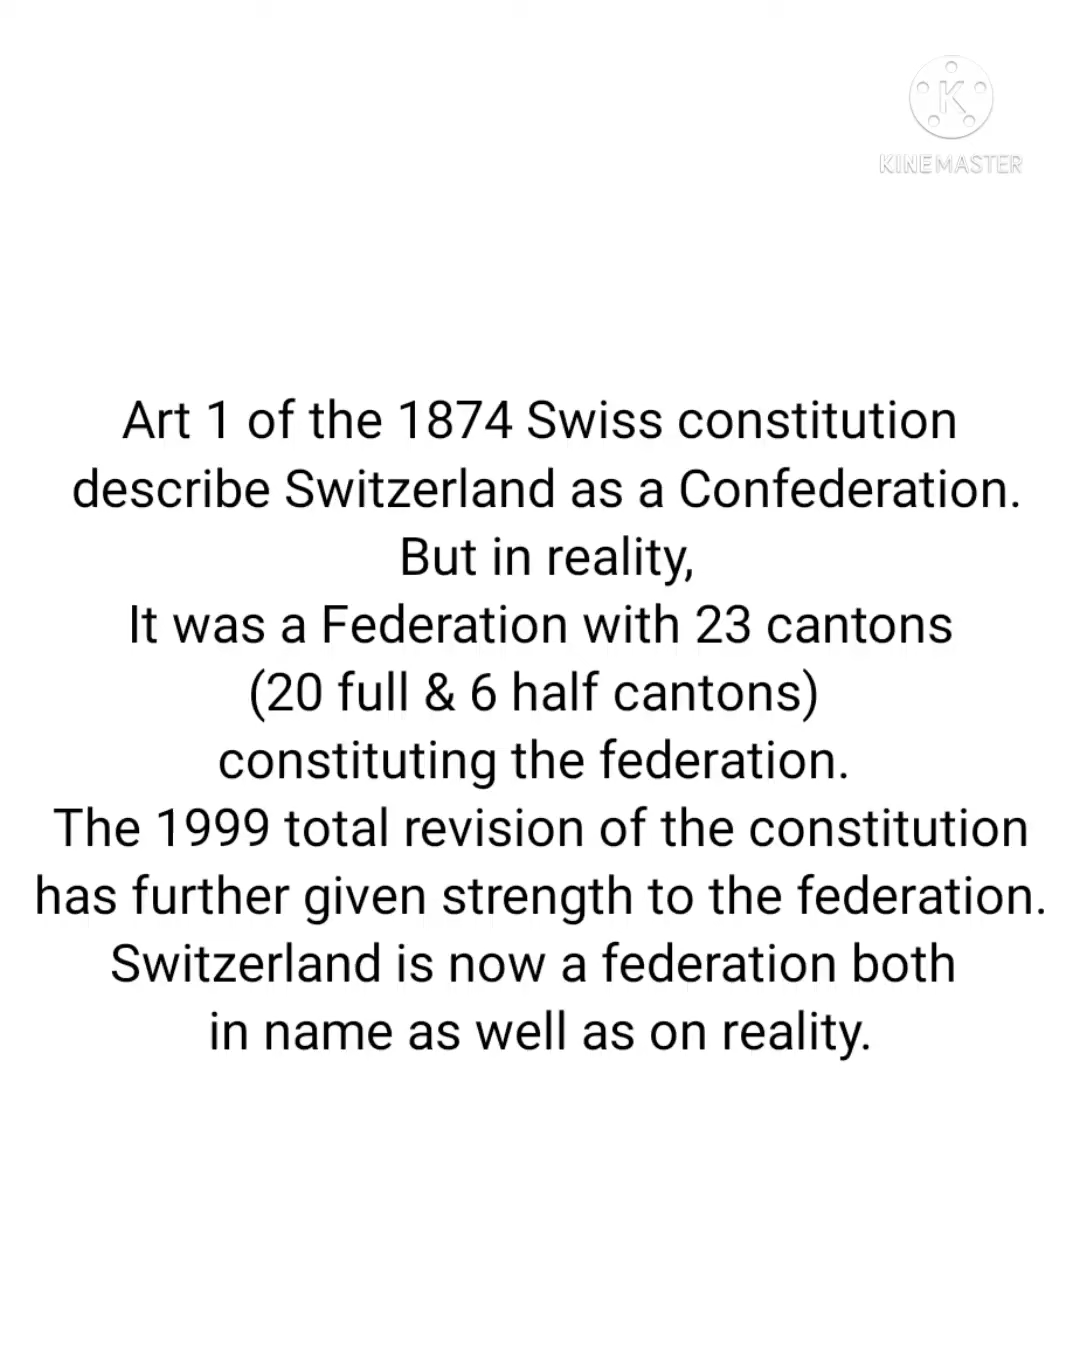 KINEMASTER
Art 1 of the 1874 Swiss constitution
describe Switzerland as a Confederation.
But in reality,
It was a Federation with 23 cantons
(20 full & 6 half cantons)
constituting the federation.
The 1999 total revision of the constitution
has further given strength to the federation.
Switzerland is now a federation both
in name as well as on reality.